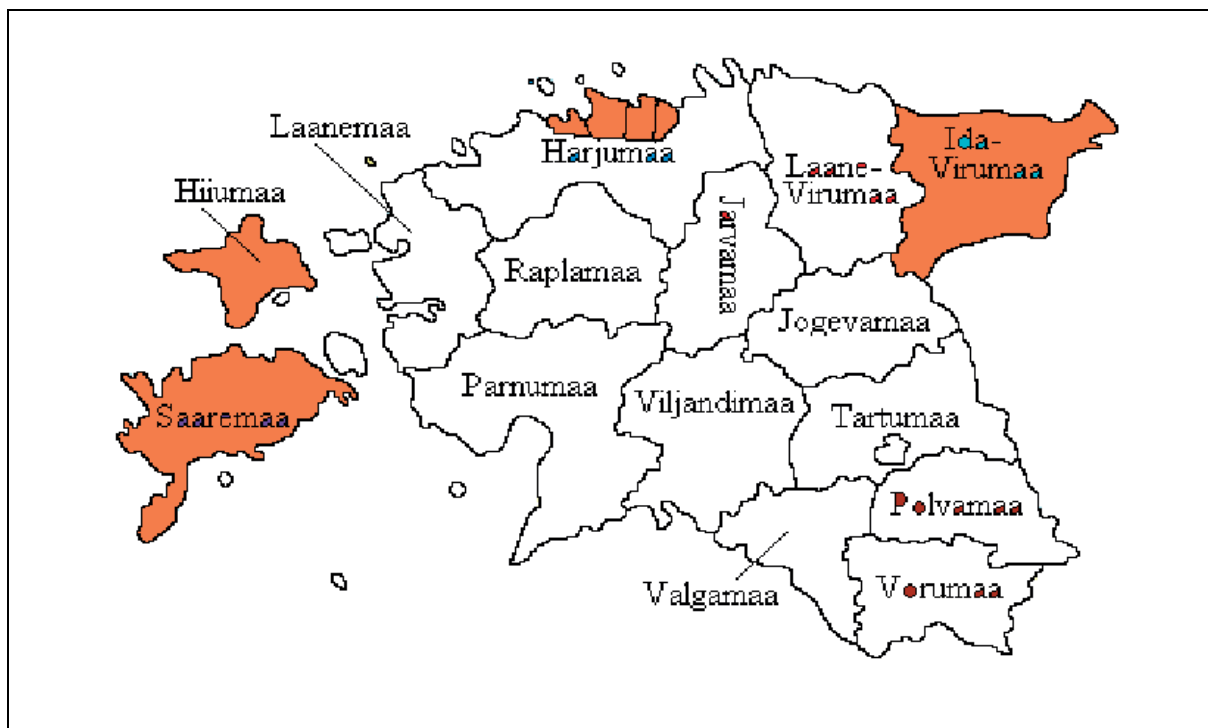 Laanemaa
Harjumaa
Ida-
Virumaa
Laane-
Virumaa
Hiiumaa
Jarvamaa
Raplamaa
Jogevamaa
Parnumaa
Viljandimaa
Saaremaa
Tartumaa
Polvamaa
Valgamaa
Vorumaa